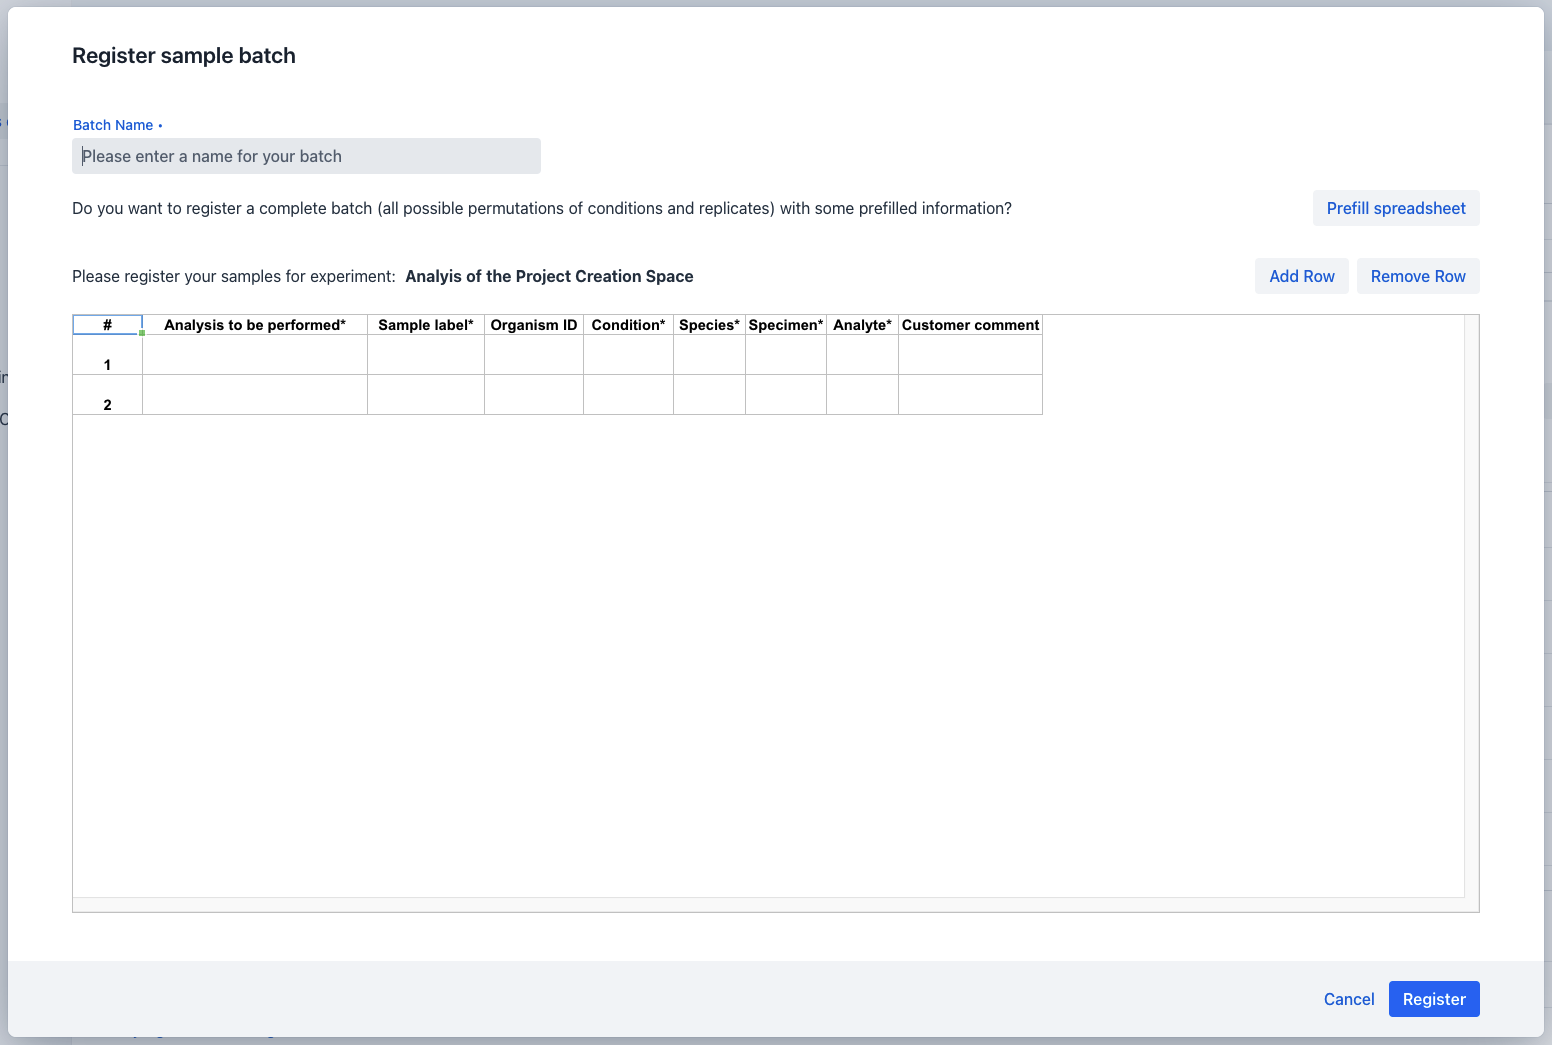 Register sample batch
Batch Name •
Please enter a name for your batch
Do you want to register a complete batch (all possible permutations of conditions and replicates) with some prefilled information?
Prefill spreadsheet
Please register your samples for experiment: Analyis of the Project Creation Space
Add Row Remove Row
# Analysis to be performed* Sample label* Organism ID Condition* Species* Specimen* Analyte* Customer comment
1
2
Cancel Register